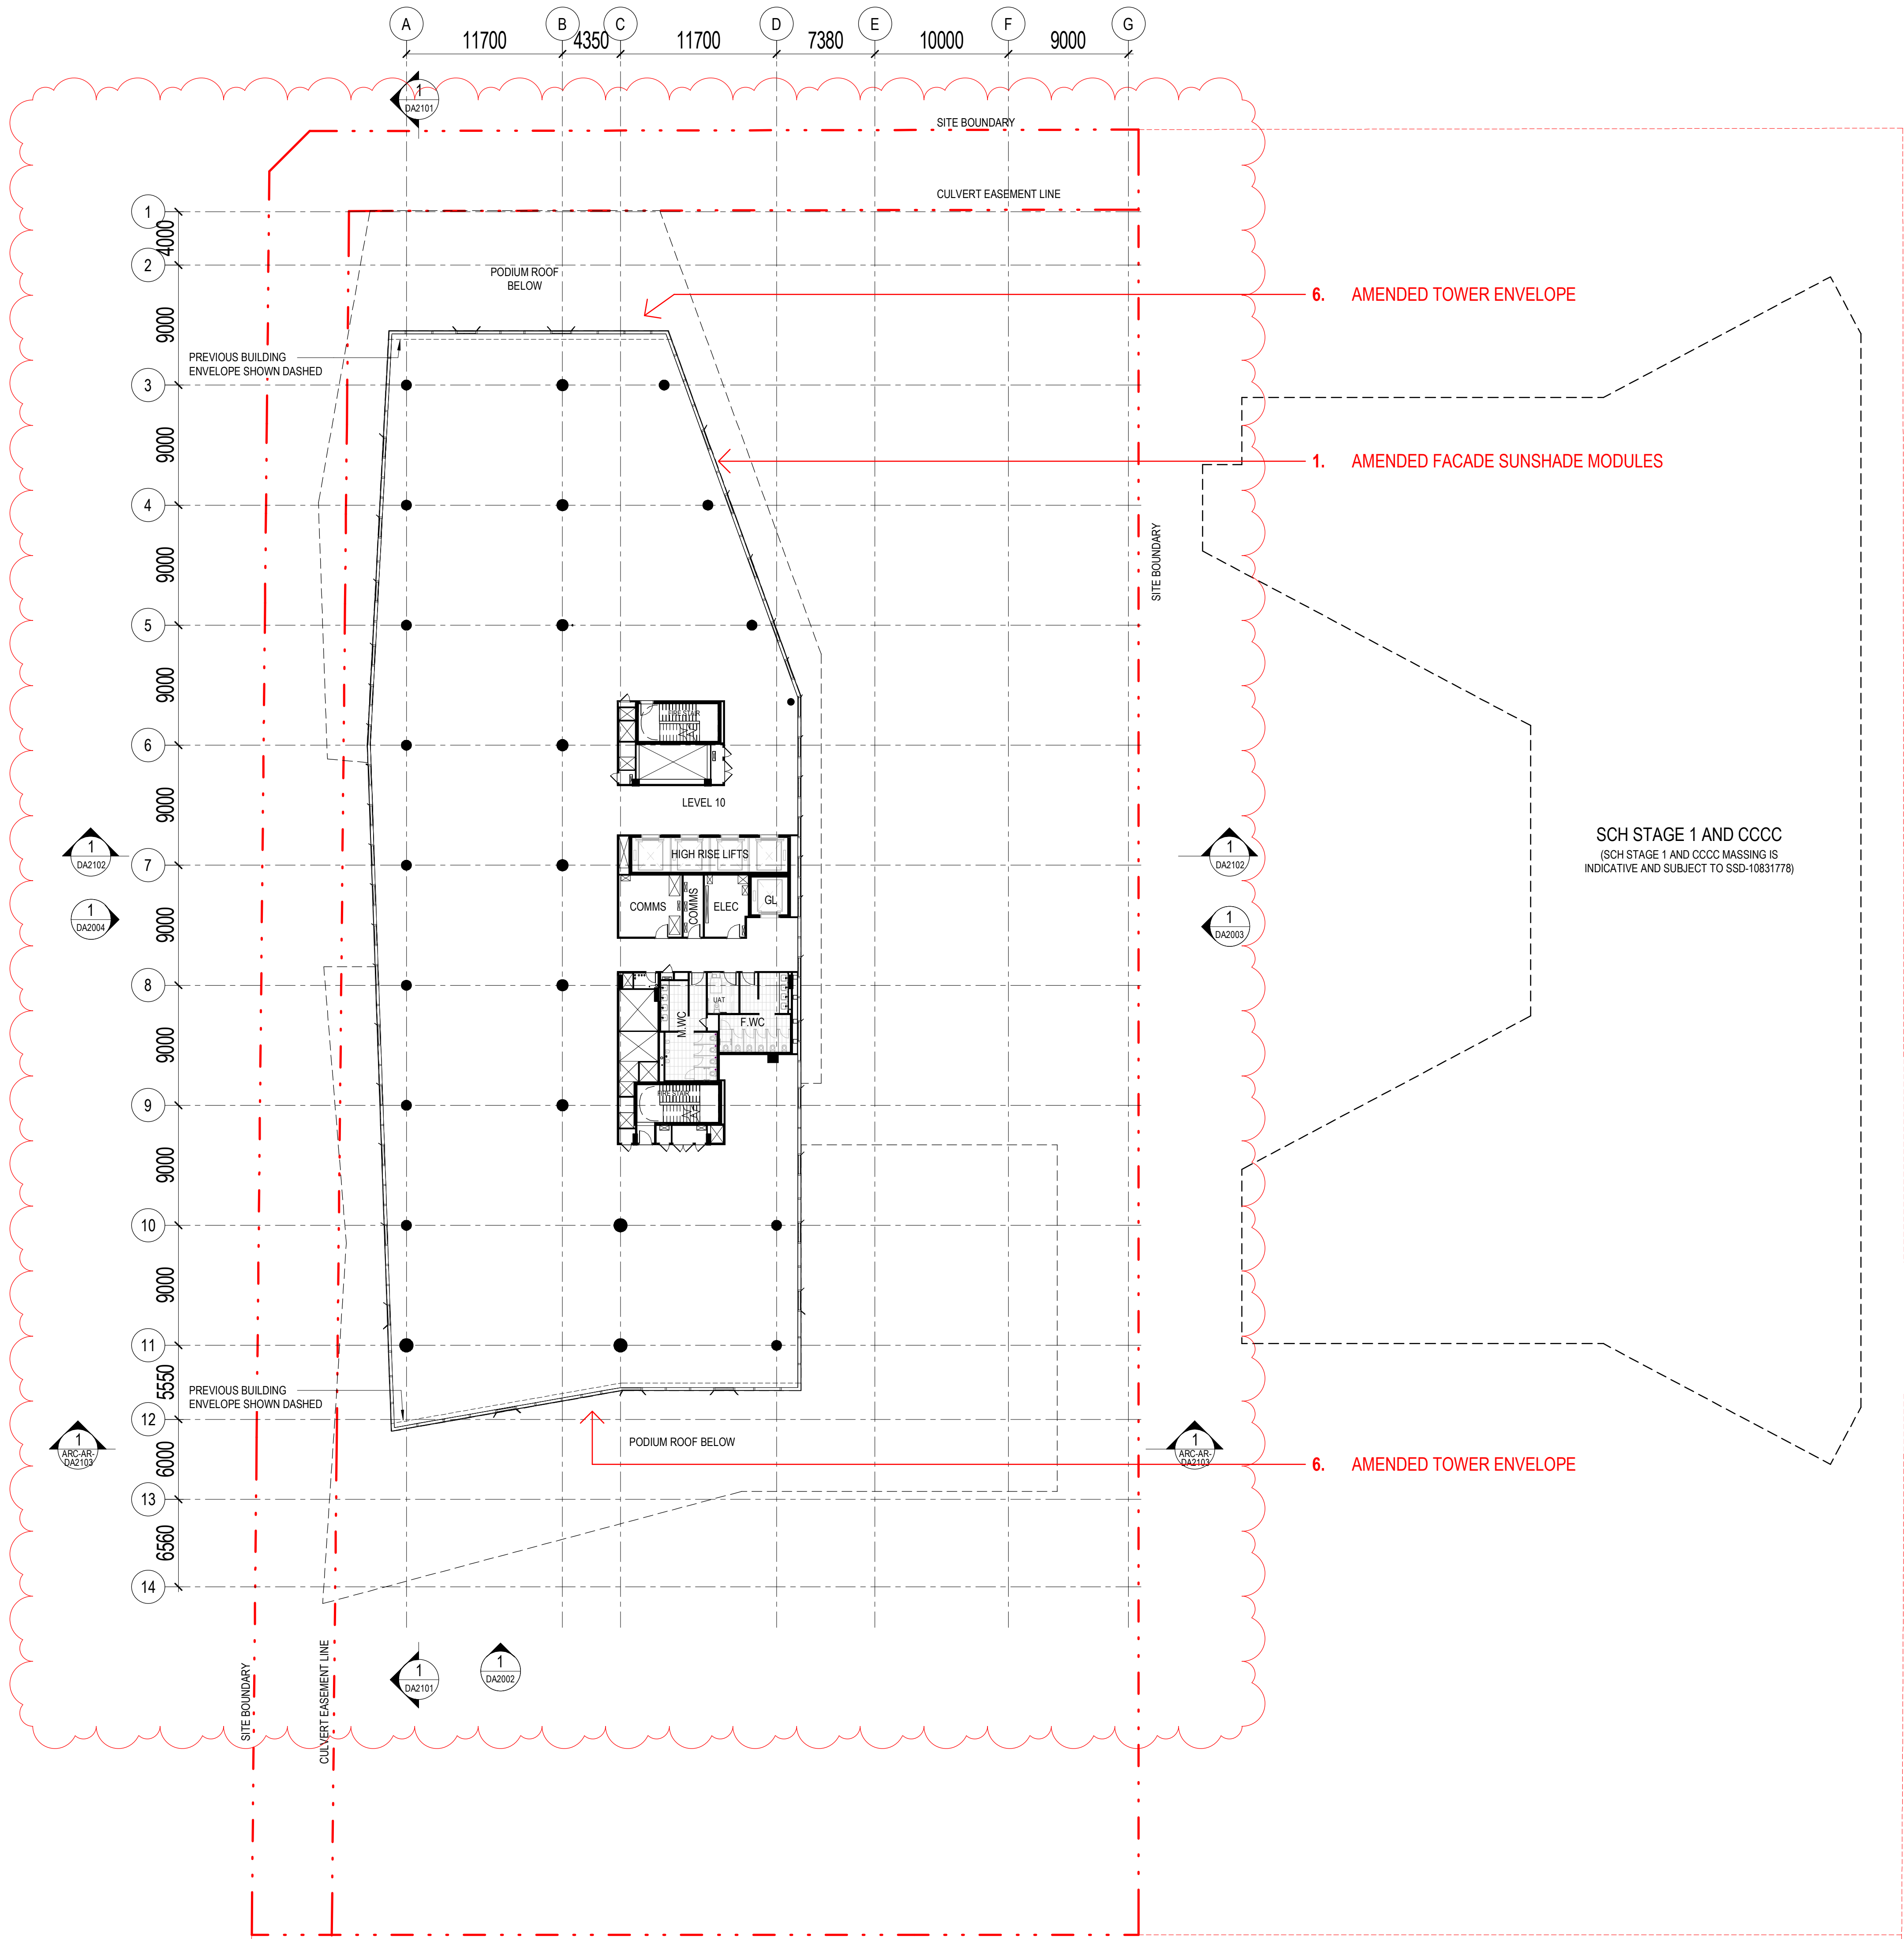 A
B
C
D
E
F
G
11700
4350
11700
7380
10000
9000
1
DA2101
SITE BOUNDARY
CULVERT EASEMENT LINE
1
4000
2
PODIUM ROOF
BELOW
6. AMENDED TOWER ENVELOPE
9000
PREVIOUS BUILDING
ENVELOPE SHOWN DASHED
3
9000
1. AMENDED FACADE SUNSHADE MODULES
4
SITE BOUNDARY
9000
5
9000
FIRE STAIR
6
LEVEL 10
9000
1
DA2102
1
DA2102
SCH STAGE 1 AND CCCC
(SCH STAGE 1 AND CCCC MASSING IS
INDICATIVE AND SUBJECT TO SSD-10831778)
7
HIGH RISE LIFTS
COMMS
COMMS
ELEC
GL
1
DA2004
9000
1
DA2003
8
UAT
M.WC
F.WC
9000
FIRE STAIR
9
9000
10
9000
11
5550
PREVIOUS BUILDING
ENVELOPE SHOWN DASHED
12
1
ARC-AR-
DA2103
6000
PODIUM ROOF BELOW
1
ARC-AR-
DA2103
6. AMENDED TOWER ENVELOPE
13
6560
14
1
DA2101
1
DA2002
SITE BOUNDARY
CULVERT EASEMENT LINE